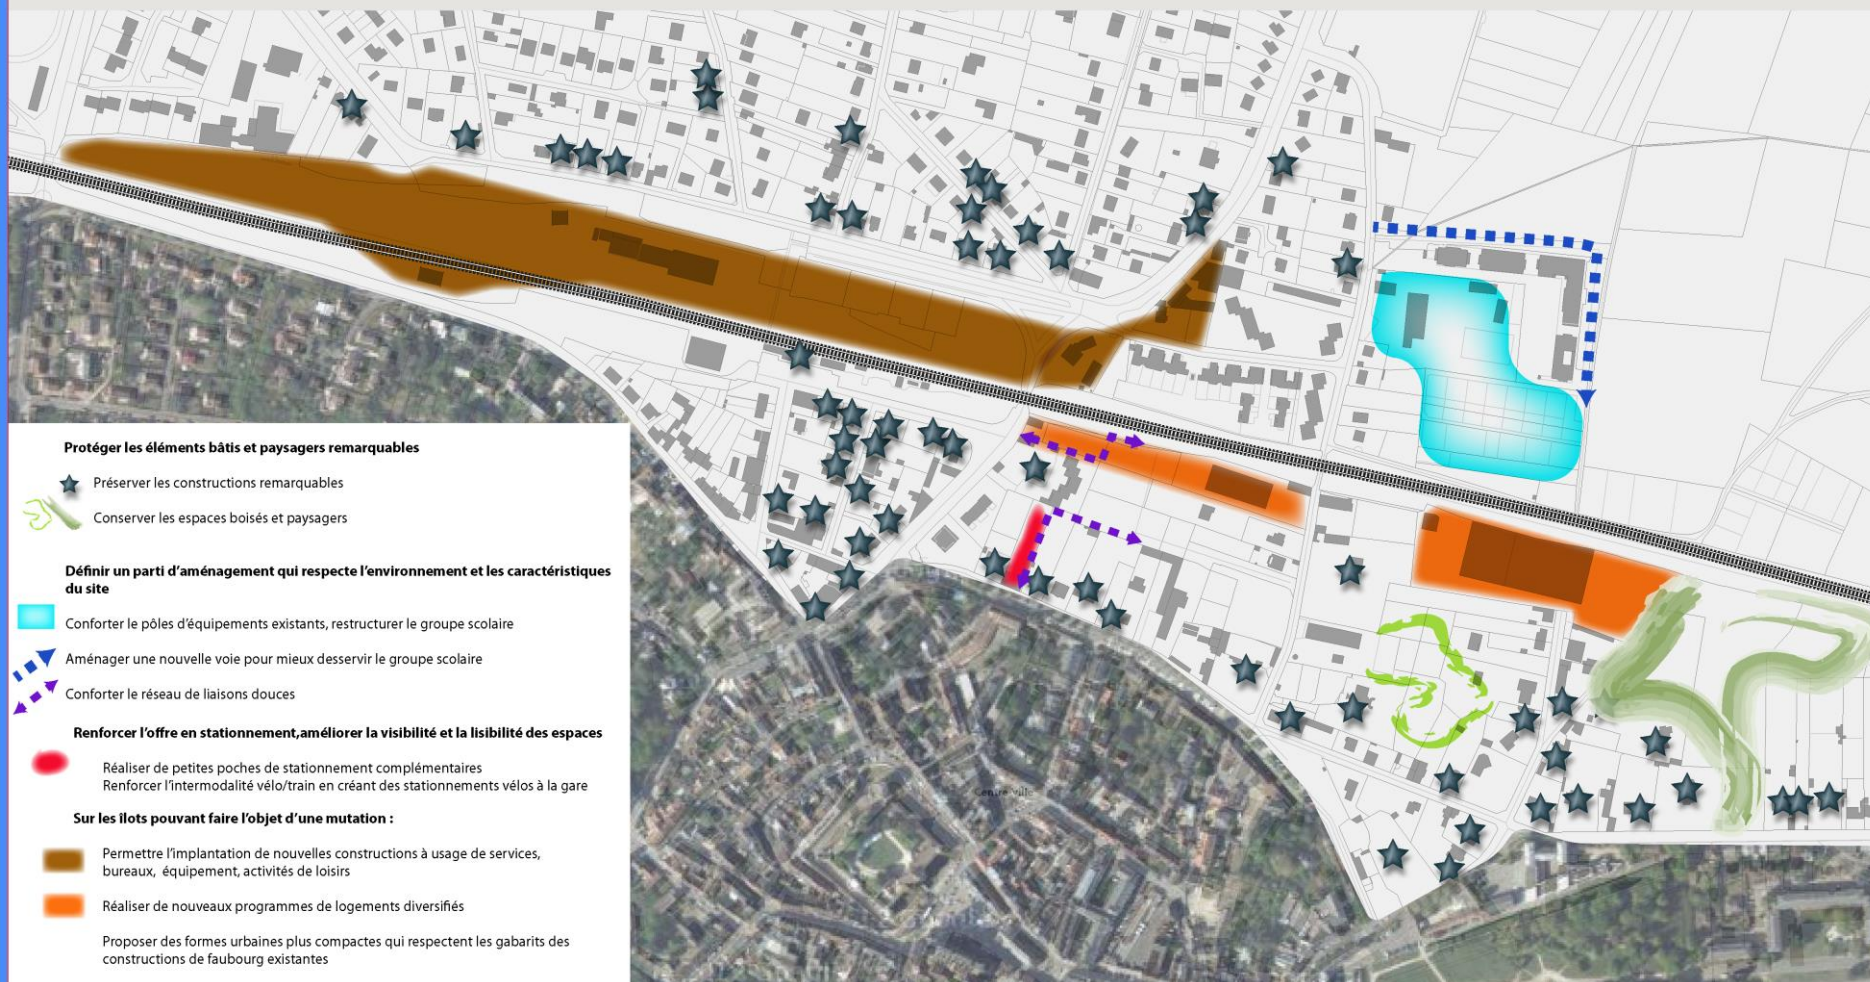 Protéger les éléments bâtis et paysagers remarquables
Préserver les constructions remarquables
Conserver les espaces boisés et paysagers
Définir un parti d'aménagement qui respecte l'environnement et les caractéristiques
du site
Conforter le pôles d'équipements existants, restructurer le groupe scolaire
Aménager une nouvelle voie pour mieux desservir le groupe scolaire
Conforter le réseau de liaisons douces
Renforcer l'offre en stationnement,améliorer la visibilité et la lisibilité des espaces
Réaliser de petites poches de stationnement complémentaires
Renforcer l'intermodalité vélo/train en créant des stationnements vélos à la gare
Sur les îlots pouvant faire l'objet d'une mutation :
Permettre l'implantation de nouvelles constructions à usage de services,
bureaux, équipement, activités de loisirs
Réaliser de nouveaux programmes de logements diversifiés
Proposer des formes urbaines plus compactes qui respectent les gabarits des
constructions de faubourg existantes
Centre ville